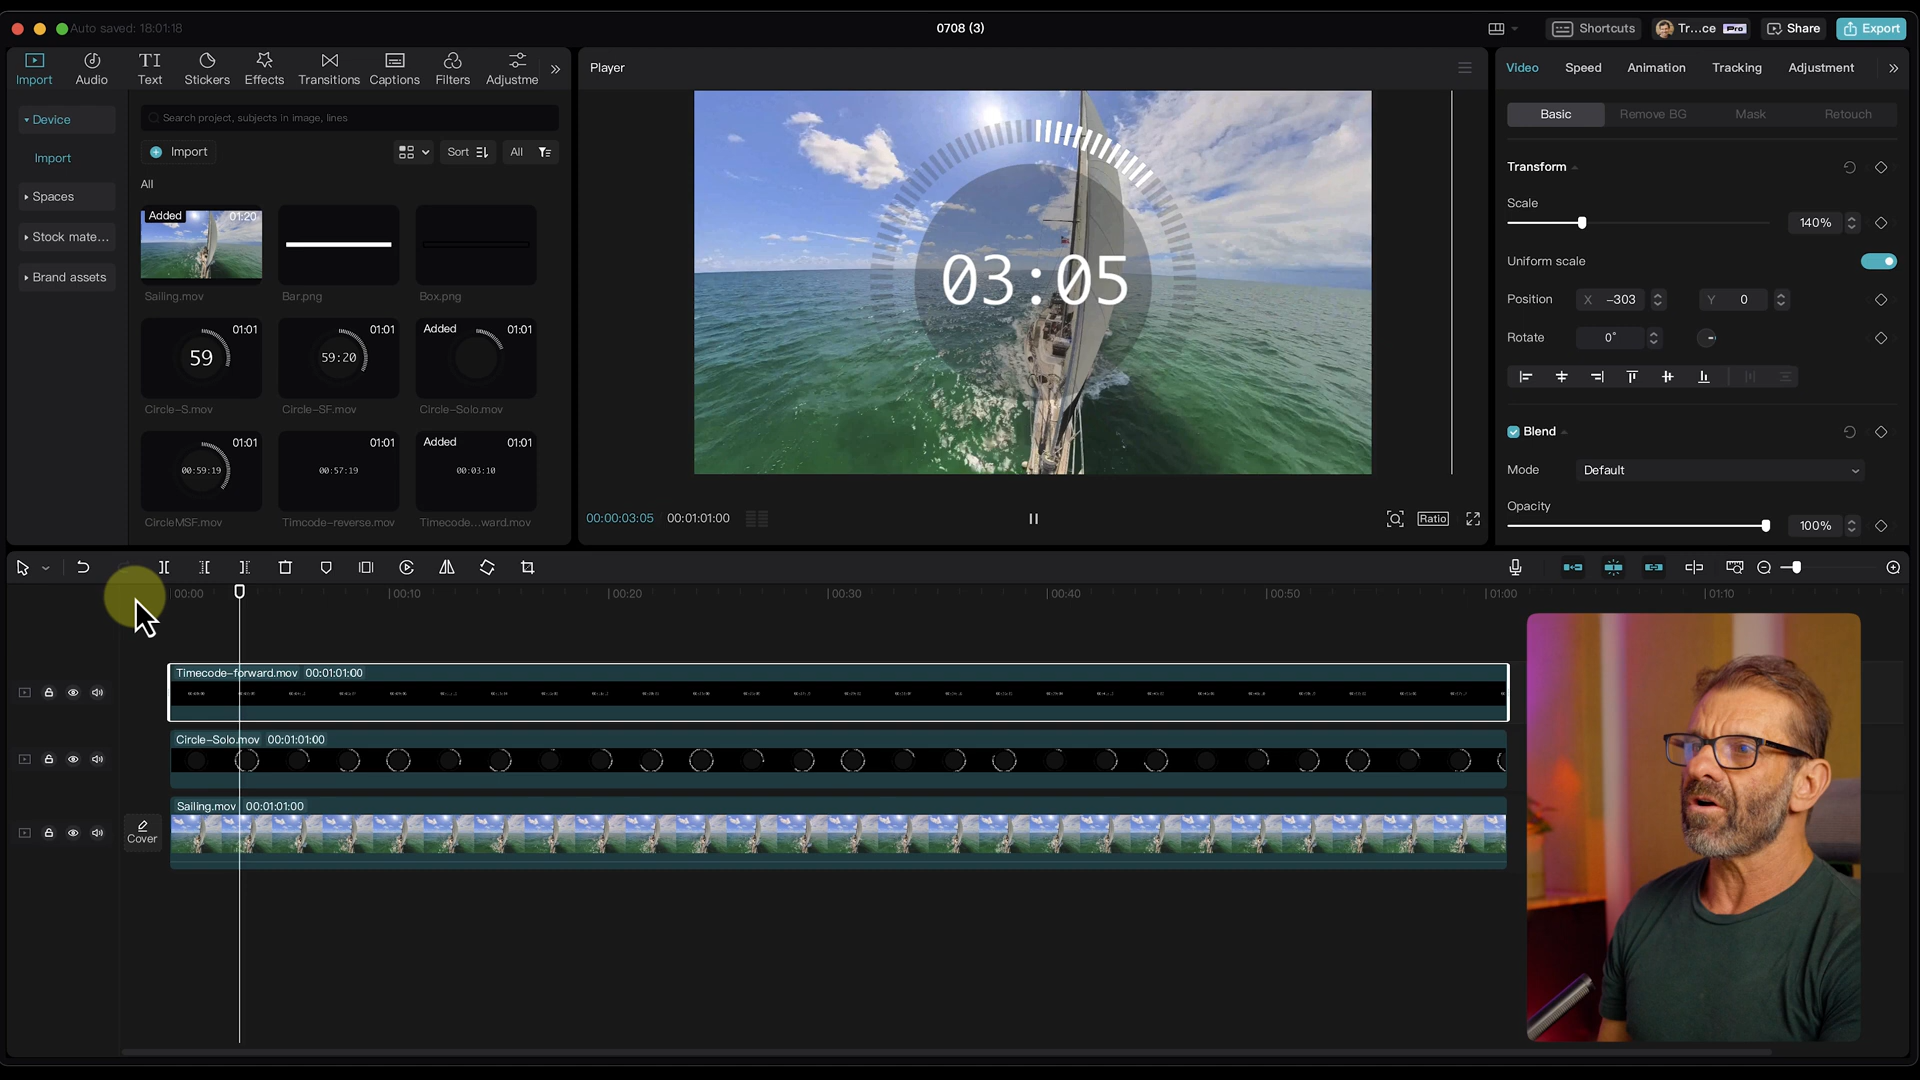 Auto saved: 18:01:18
0708 (3)
Shortcuts
Tr...ce
Pro
Share
Export
Import
Audio
Text
Stickers
Effects
Transitions
Captions
Filters
Adjustme
Device
Import
Spaces
Stock mate...
Brand assets
Search project, subjects in image, lines
Import
Sort
All
All
Added
01:20
Sailing.mov
Bar.png
Box.png
01:01
59
Circle-S.mov
01:01
59:20
Circle-SF.mov
Added
01:01
Circle-Solo.mov
01:01
00:59:19
CircleMSF.mov
01:01
00:57:19
Timcode-reverse.mov
Added
01:01
00:03:10
Timecode...ward.mov
Player
03:05
00:00:03:05
00:01:01:00
Ratio
Video
Speed
Animation
Tracking
Adjustment
Basic
Remove BG
Mask
Retouch
Transform
Scale
140%
Uniform scale
Position
X
-303
Y
0
Rotate
0°
Blend
Mode
Default
Opacity
100%
00:00
00:10
00:20
00:30
00:40
00:50
01:00
01:10
Timecode-forward.mov 00:01:01:00
Circle-Solo.mov 00:01:01:00
Cover
Sailing.mov 00:01:01:00